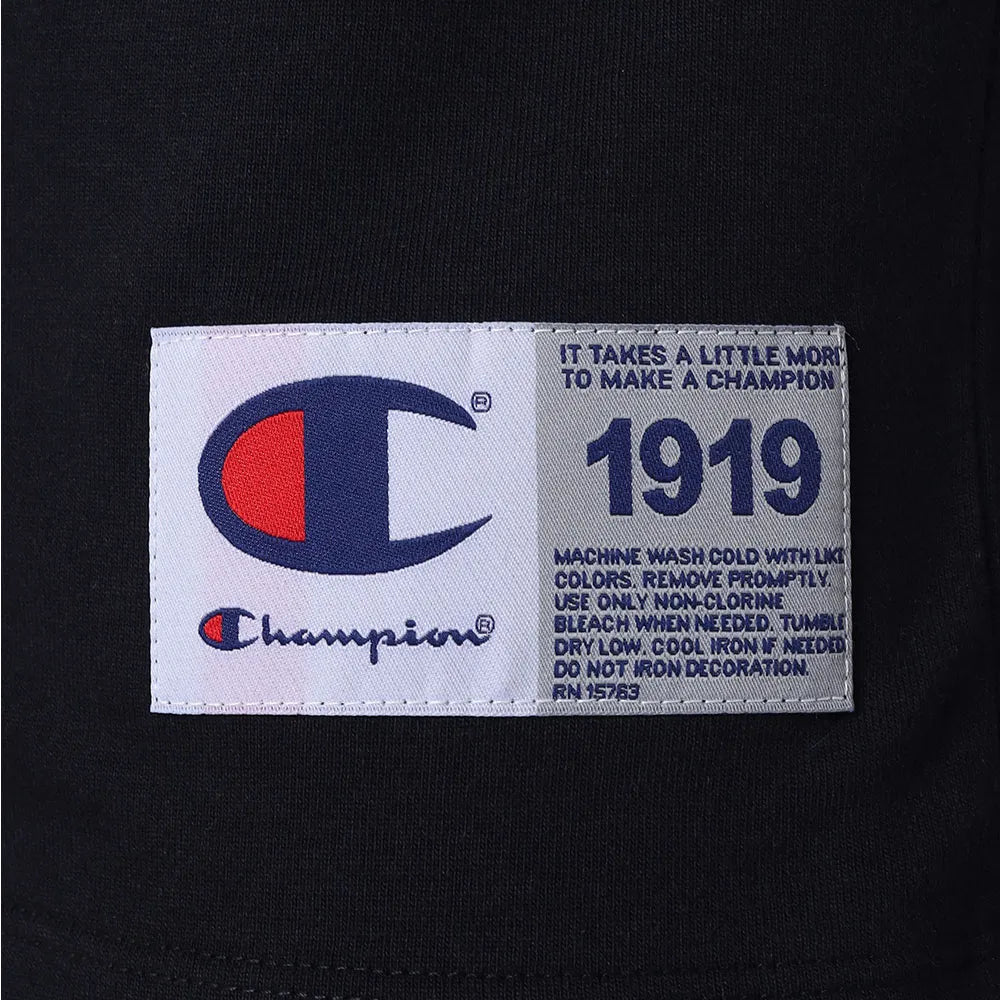 Champion®
IT TAKES A LITTLE MORE
TO MAKE A CHAMPION
1919
MACHINE WASH COLD WITH LIKE
COLORS. REMOVE PROMPTLY.
USE ONLY NON-CLORINE
BLEACH WHEN NEEDED. TUMBLE
DRY LOW. COOL IRON IF NEEDED.
DO NOT IRON DECORATION.
RN 15763